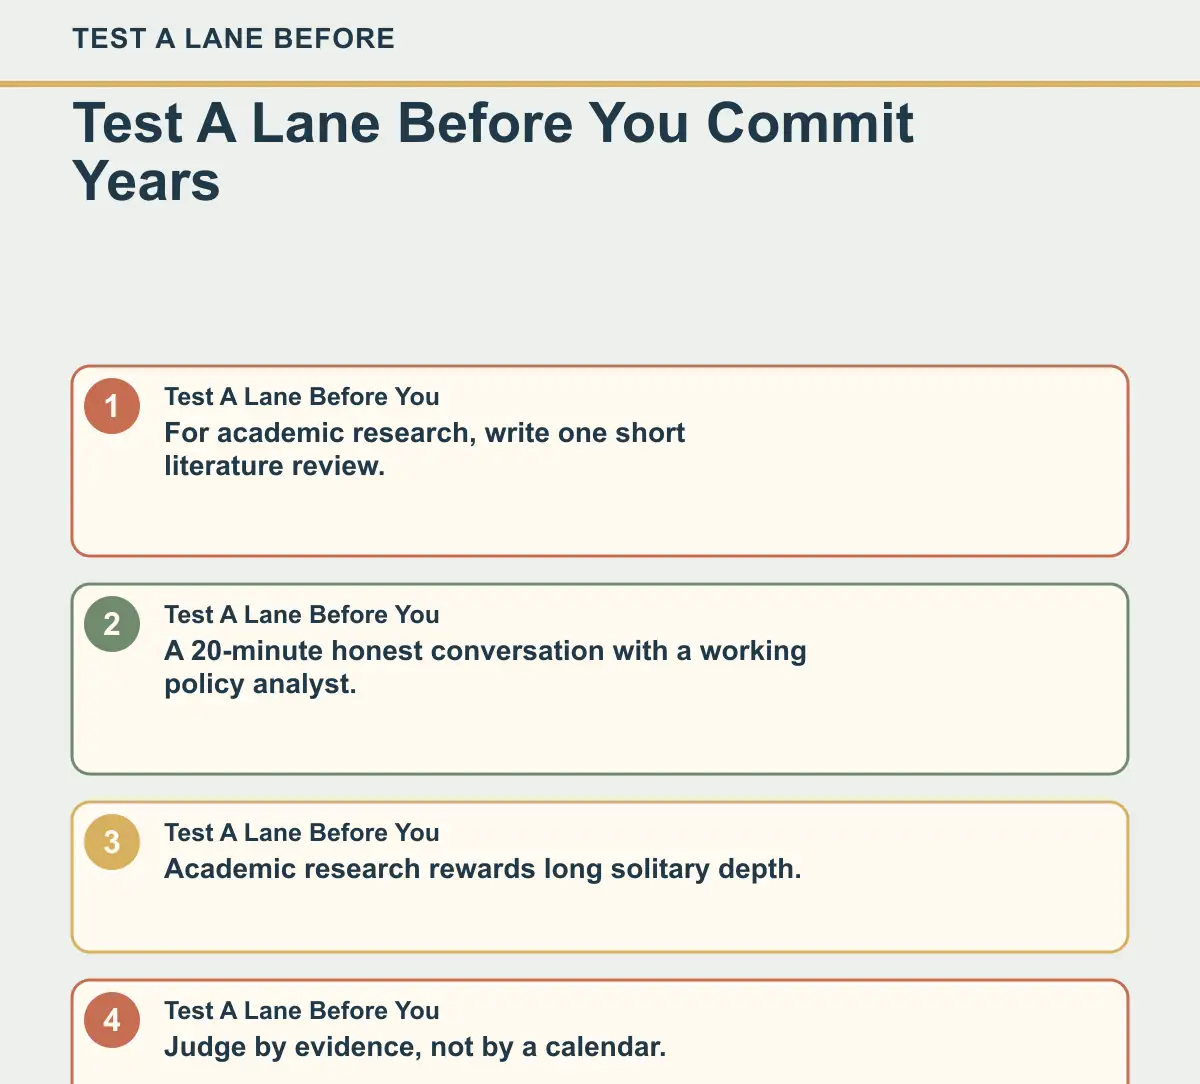 TEST A LANE BEFORE
Test A Lane Before You Commit
Years
1
Test A Lane Before You
For academic research, write one short
literature review.
2
Test A Lane Before You
A 20-minute honest conversation with a working
policy analyst.
3
Test A Lane Before You
Academic research rewards long solitary depth.
4
Test A Lane Before You
Judge by evidence, not by a calendar.